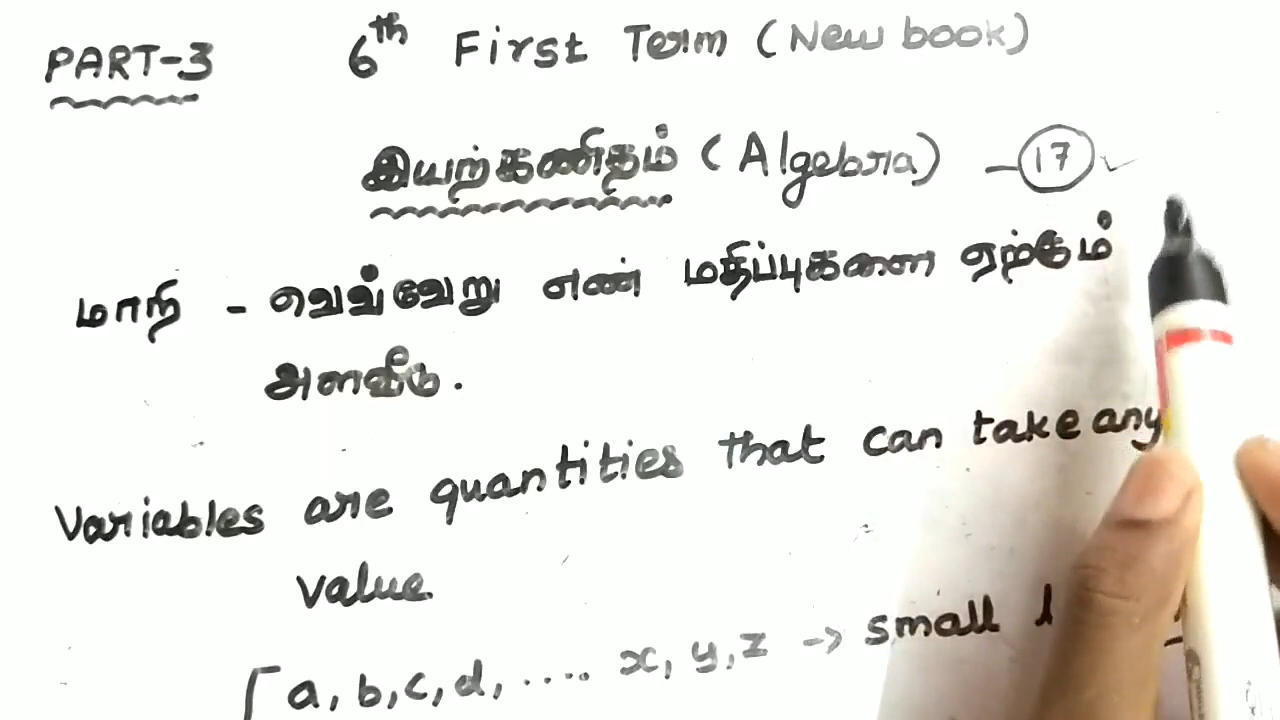 PART-3 6th First Term (New book)
இயற்கணிதம் (Algebra) - 17
மாறி - வெவ்வேறு எண் மதிப்புகளை ஏற்கும்
அளவீடு.
Variables are quantities that can take any
value
a, b, c, d, .... x, y, z → small